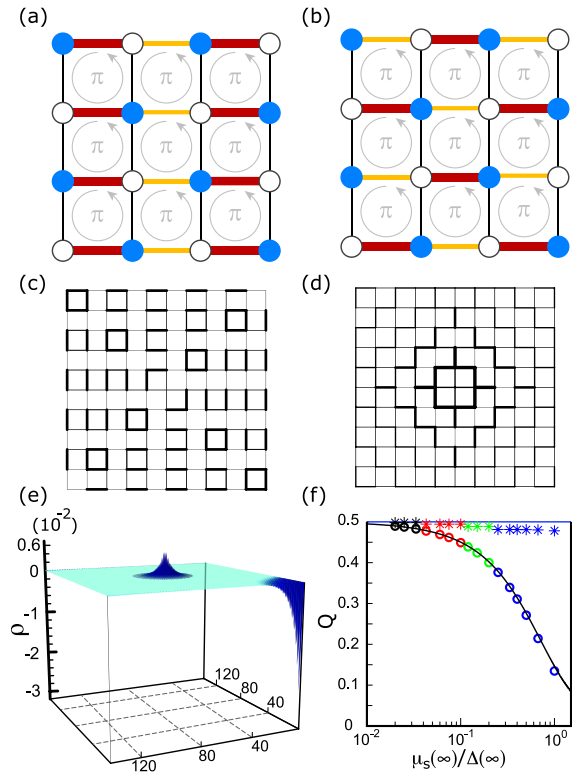 (a) (b)
π π π π π π
π π π π π π
π π π π π π
(c) (d)
(e) (f)
(10⁻²)
0.6
0
-1
-2
-3
ρ
120 80 40
120
80
40
0.5
0.4
0.3
0.2
0.1
0
Q
10⁻² 10⁻¹ 10⁰
μₛ(∞)/Δ(∞)